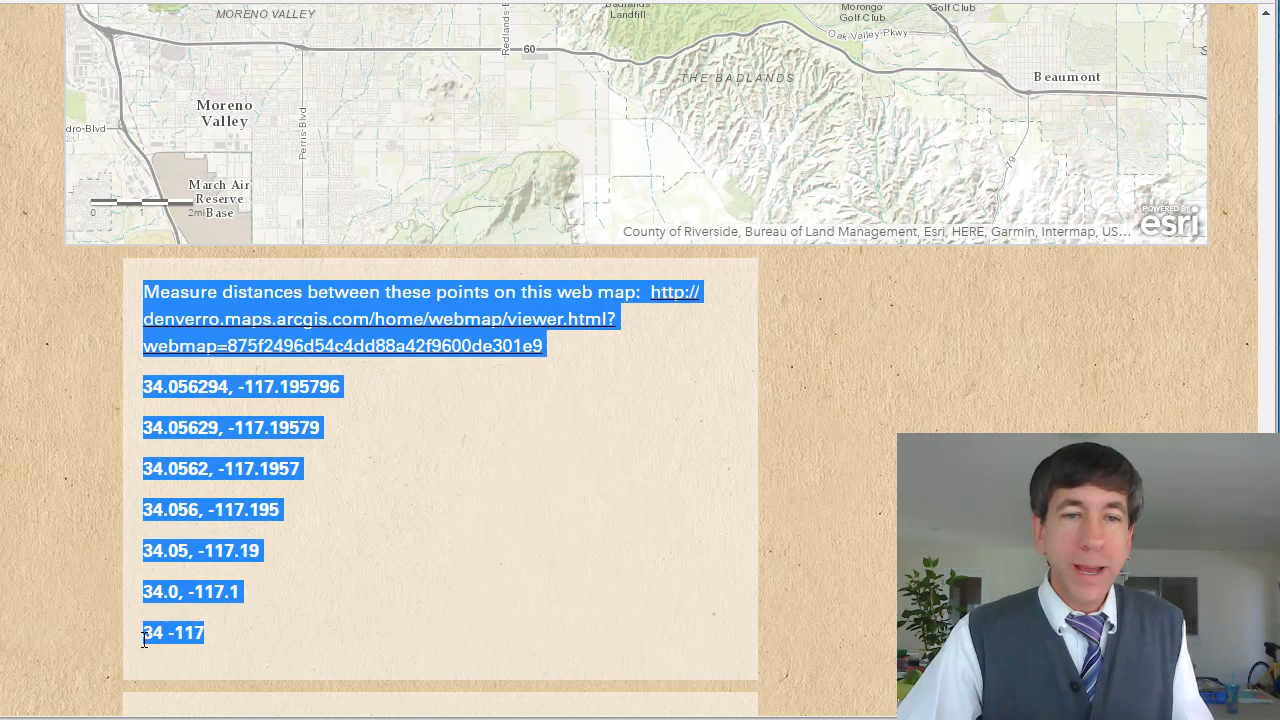 MORENO VALLEY
Redlands-B
Landfill
Morongo
Golf Club
Golf Club
Oak-Valley-Pkwy
60
THE BADLANDS
Beaumont
Moreno
Valley
dro-Blvd
Perris-Blvd
79
March Air
Reserve
Base
0 1 2mi
POWERED BY
esri
County of Riverside, Bureau of Land Management, Esri, HERE, Garmin, Intermap, US...
Measure distances between these points on this web map: http://
denverro.maps.arcgis.com/home/webmap/viewer.html?
webmap=875f2496d54c4dd88a42f9600de301e9
34.056294, -117.195796
34.05629, -117.19579
34.0562, -117.1957
34.056, -117.195
34.05, -117.19
34.0, -117.1
34 -117